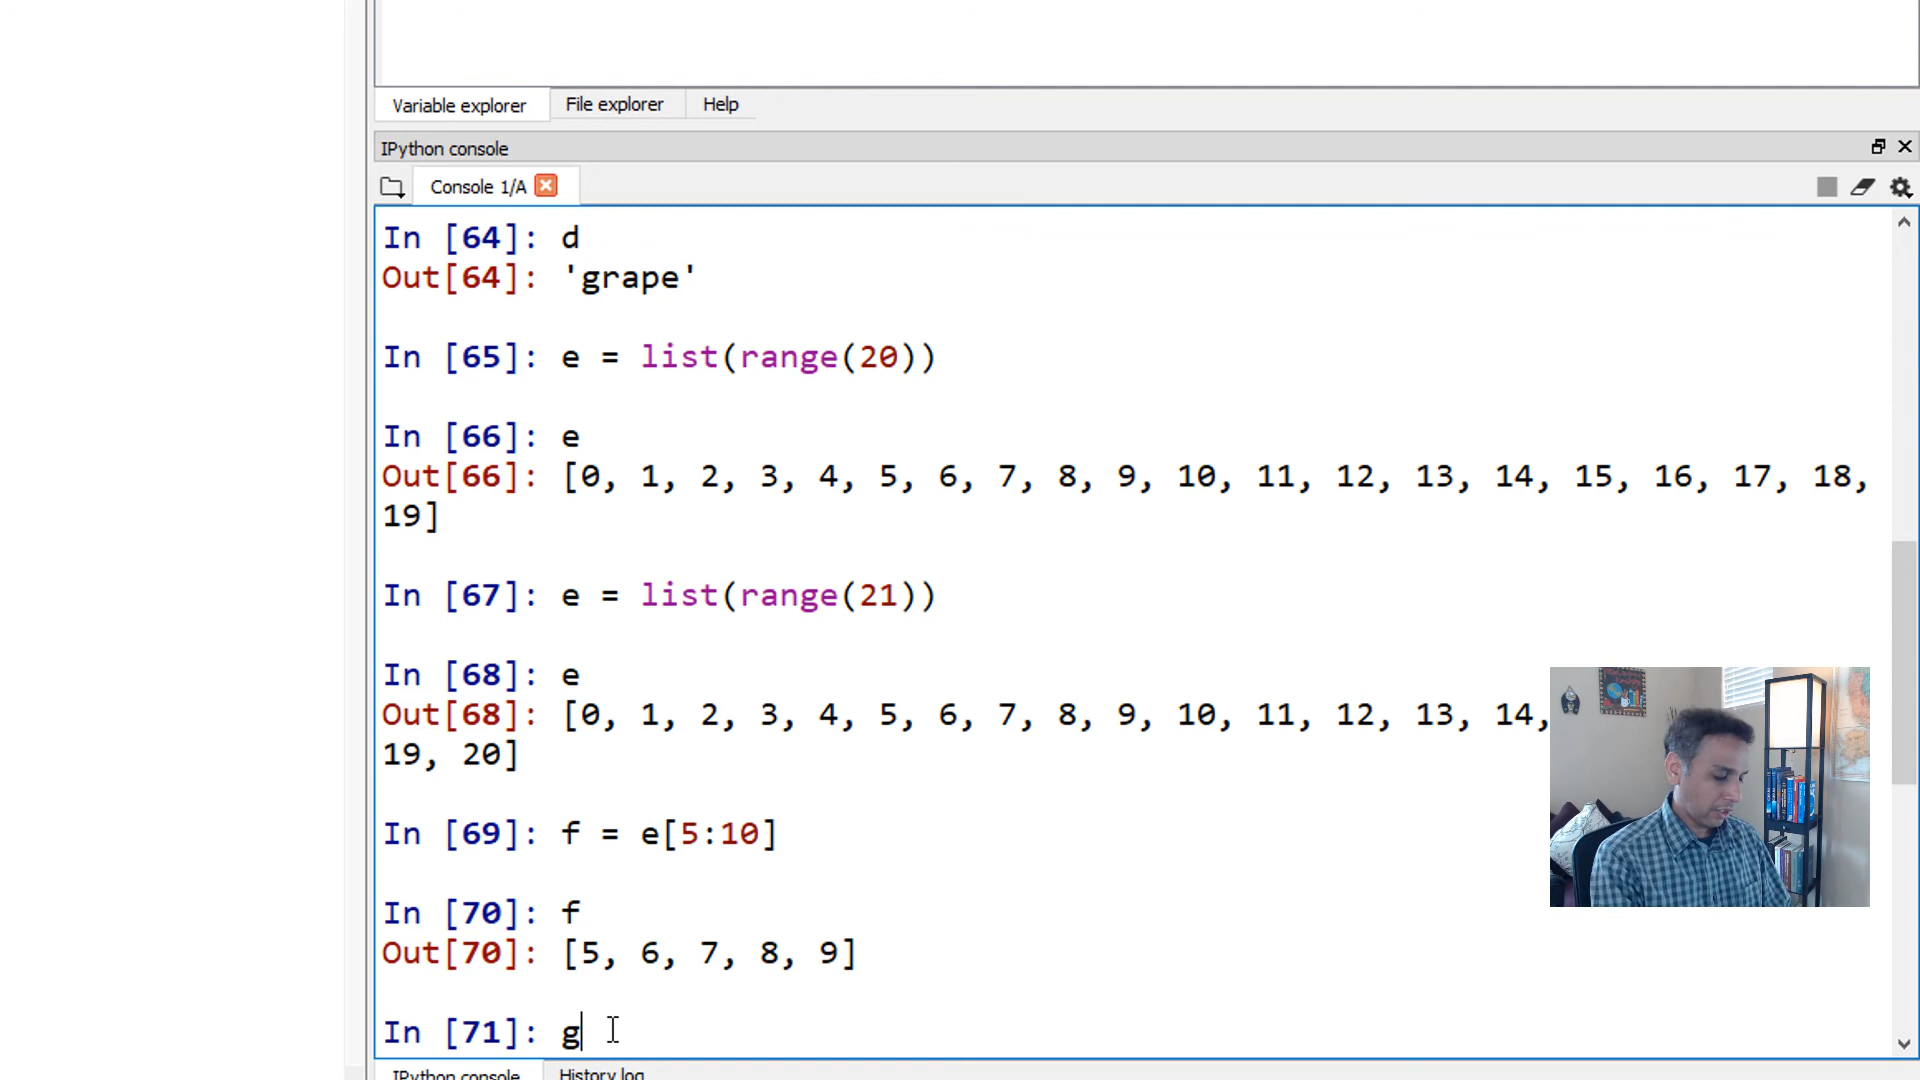 Variable explorer File explorer Help
IPython console
Console 1/A
In [64]: d
Out[64]: 'grape'
In [65]: e = list(range(20))
In [66]: e
Out[66]: [0, 1, 2, 3, 4, 5, 6, 7, 8, 9, 10, 11, 12, 13, 14, 15, 16, 17, 18,
19]
In [67]: e = list(range(21))
In [68]: e
Out[68]: [0, 1, 2, 3, 4, 5, 6, 7, 8, 9, 10, 11, 12, 13, 14,
19, 20]
In [69]: f = e[5:10]
In [70]: f
Out[70]: [5, 6, 7, 8, 9]
In [71]: g
IPython console History log